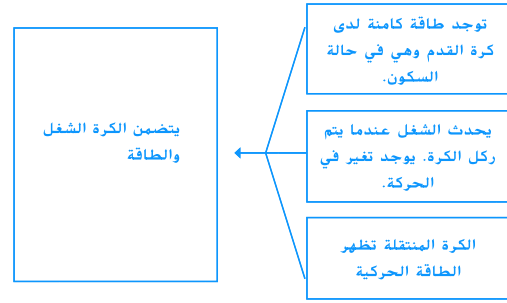 توجد طاقة كامنة لدى
كرة القدم وهي في حالة
السكون.
يحدث الشغل عندما يتم
ركل الكرة. يوجد تغير في
الحركة.
الكرة المنتقلة تظهر
الطاقة الحركية
يتضمن الكرة الشغل
والطاقة